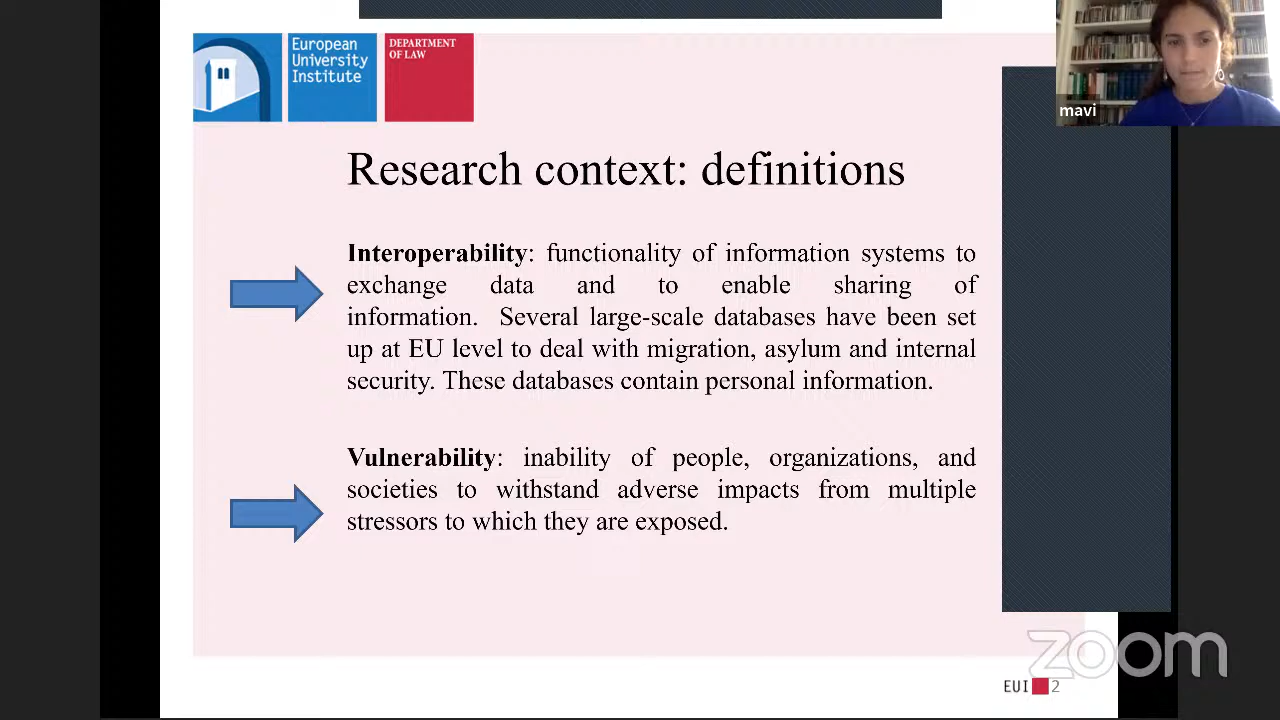 European
University
Institute
DEPARTMENT
OF LAW
mavi
Research context: definitions
Interoperability: functionality of information systems to
exchange data and to enable sharing of
information. Several large-scale databases have been set
up at EU level to deal with migration, asylum and internal
security. These databases contain personal information.
Vulnerability: inability of people, organizations, and
societies to withstand adverse impacts from multiple
stressors to which they are exposed.
zoom
EUI 2